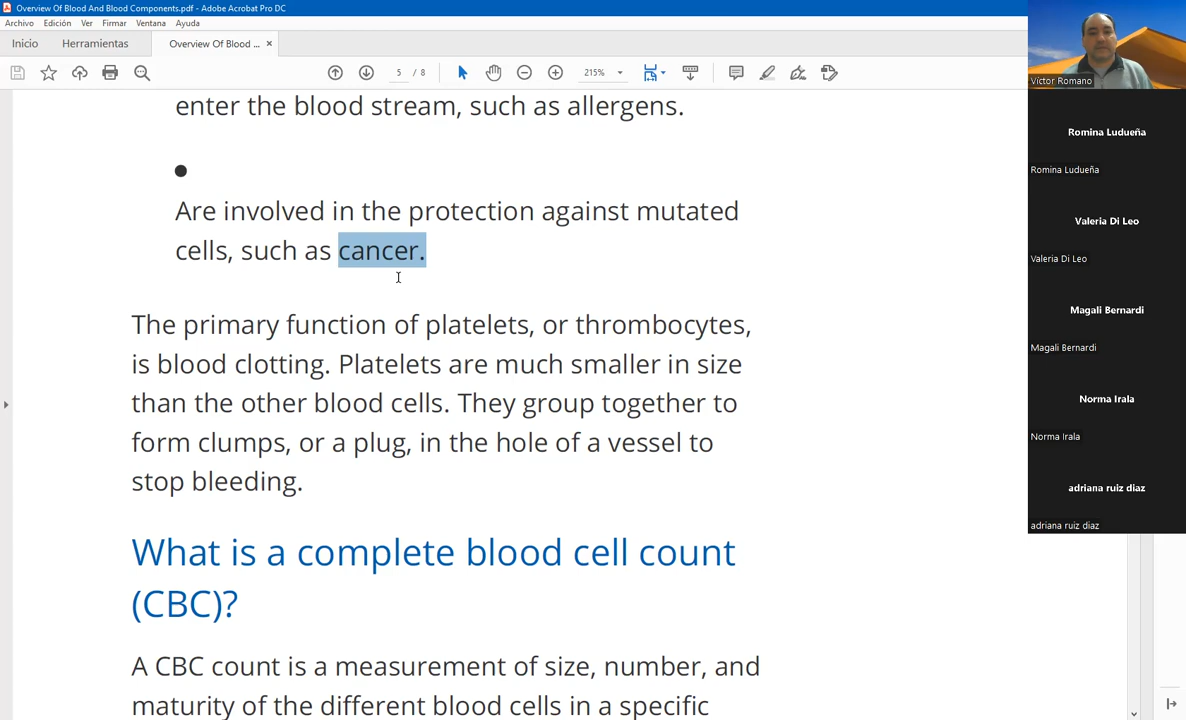 Overview Of Blood And Blood Components.pdf - Adobe Acrobat Pro DC
Archivo Edición Ver Firmar Ventana Ayuda
Inicio Herramientas Overview Of Blood ... ×
5 / 8 215%
enter the blood stream, such as allergens.
●
Are involved in the protection against mutated
cells, such as cancer.
The primary function of platelets, or thrombocytes,
is blood clotting. Platelets are much smaller in size
than the other blood cells. They group together to
form clumps, or a plug, in the hole of a vessel to
stop bleeding.
What is a complete blood cell count
(CBC)?
A CBC count is a measurement of size, number, and
maturity of the different blood cells in a specific
Víctor Romano
Romina Ludueña
Romina Ludueña
Valeria Di Leo
Valeria Di Leo
Magali Bernardi
Magali Bernardi
Norma Irala
Norma Irala
adriana ruiz diaz
adriana ruiz diaz